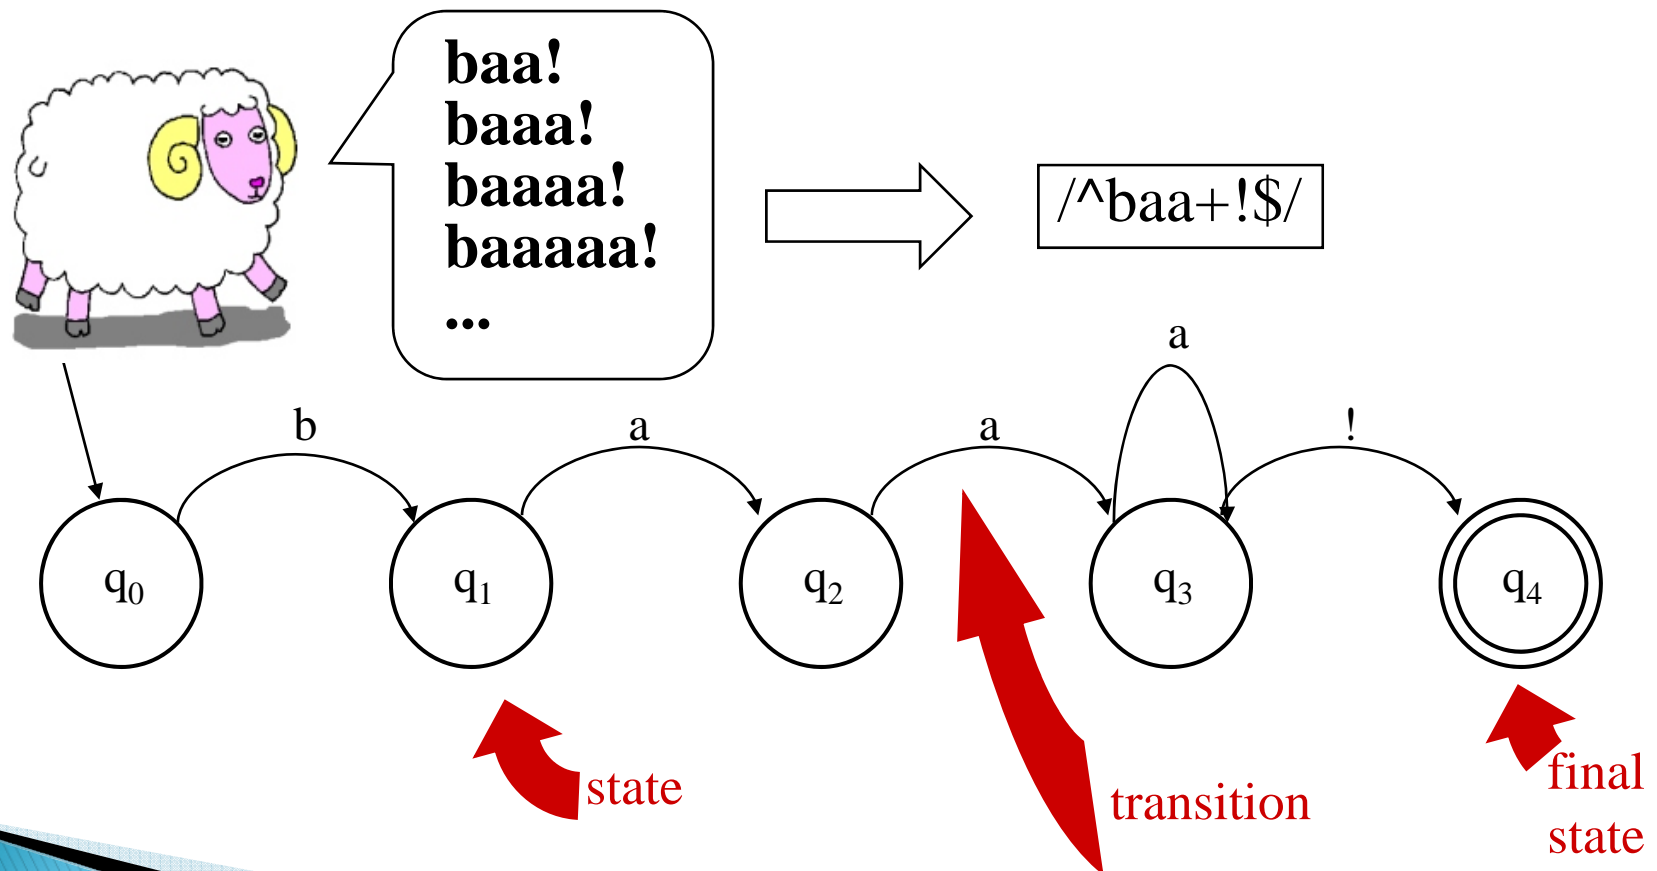 baa!
baaa!
baaaa!
baaaaa!
...
/^baa+!$/
a
b
a
a
!
q₀
q₁
q₂
q₃
q₄
state
transition
final
state